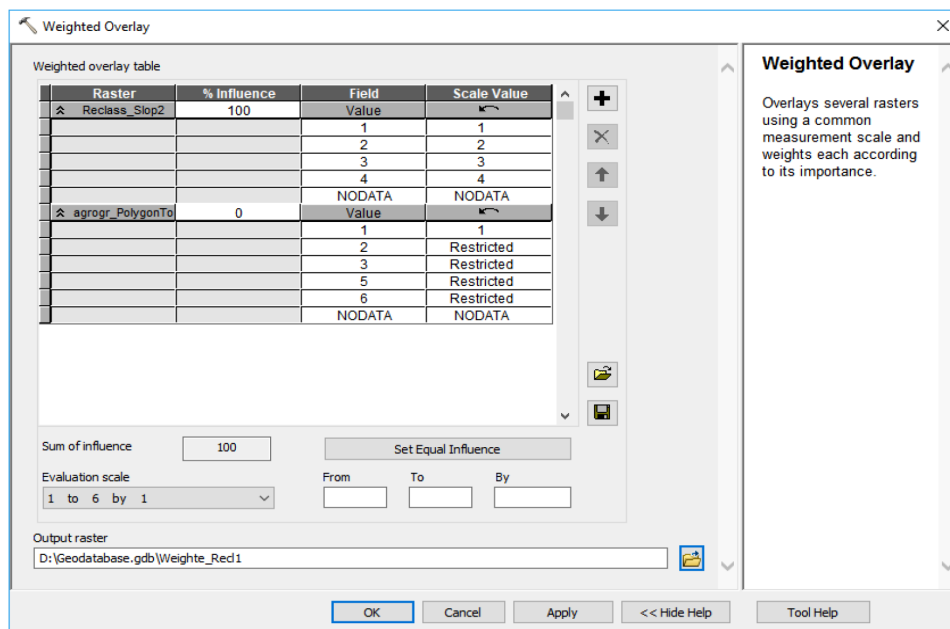 Weighted Overlay
Weighted overlay table
Raster % Influence Field Scale Value
Reclass_Slop2 100 Value
1 1
2 2
3 3
4 4
NODATA NODATA
agrogr_PolygonTo 0 Value
1 1
2 Restricted
3 Restricted
5 Restricted
6 Restricted
NODATA NODATA
Sum of influence 100 Set Equal Influence
Evaluation scale From To By
1 to 6 by 1
Output raster
D:\Geodatabase.gdb\Weighte_Recl1
OK Cancel Apply << Hide Help Tool Help
Weighted Overlay
Overlays several rasters
using a common
measurement scale and
weights each according
to its importance.